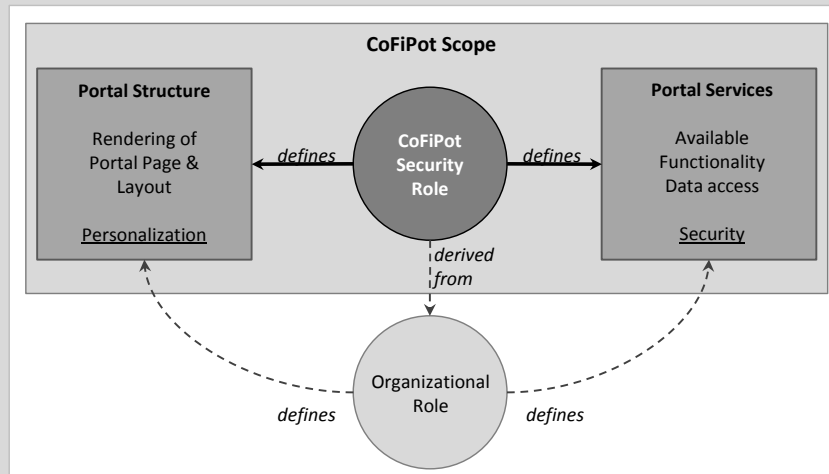 CoFiPot Scope
Portal Structure
Rendering of
Portal Page &
Layout
Personalization
defines
CoFiPot
Security
Role
defines
Portal Services
Available
Functionality
Data access
Security
derived
from
Organizational
Role
defines
defines